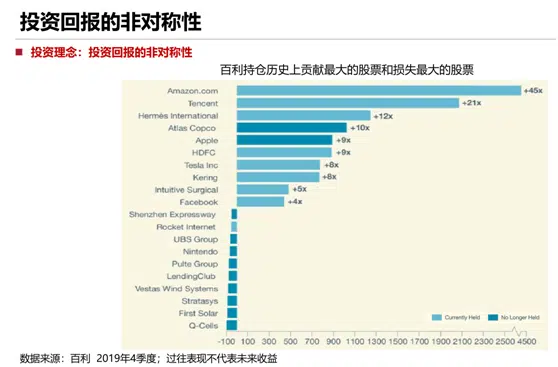 投资回报的非对称性
投资理念：投资回报的非对称性
百利持仓历史上贡献最大的股票和损失最大的股票
Amazon.com +45x
Tencent +21x
Hermès International +12x
Atlas Copco +10x
Apple +9x
HDFC +9x
Tesla Inc +8x
Kering +8x
Intuitive Surgical +5x
Facebook +4x
Shenzhen Expressway
Rocket Internet
UBS Group
Nintendo
Pulte Group
LendingClub
Vestas Wind Systems
Stratasys
First Solar
Q-Cells
Currently Held No Longer Held
-100 100 300 500 700 900 1100 1300 1500 1700 1900 2100 2300 2500 4500
数据来源：百利 2019年4季度；过往表现不代表未来收益